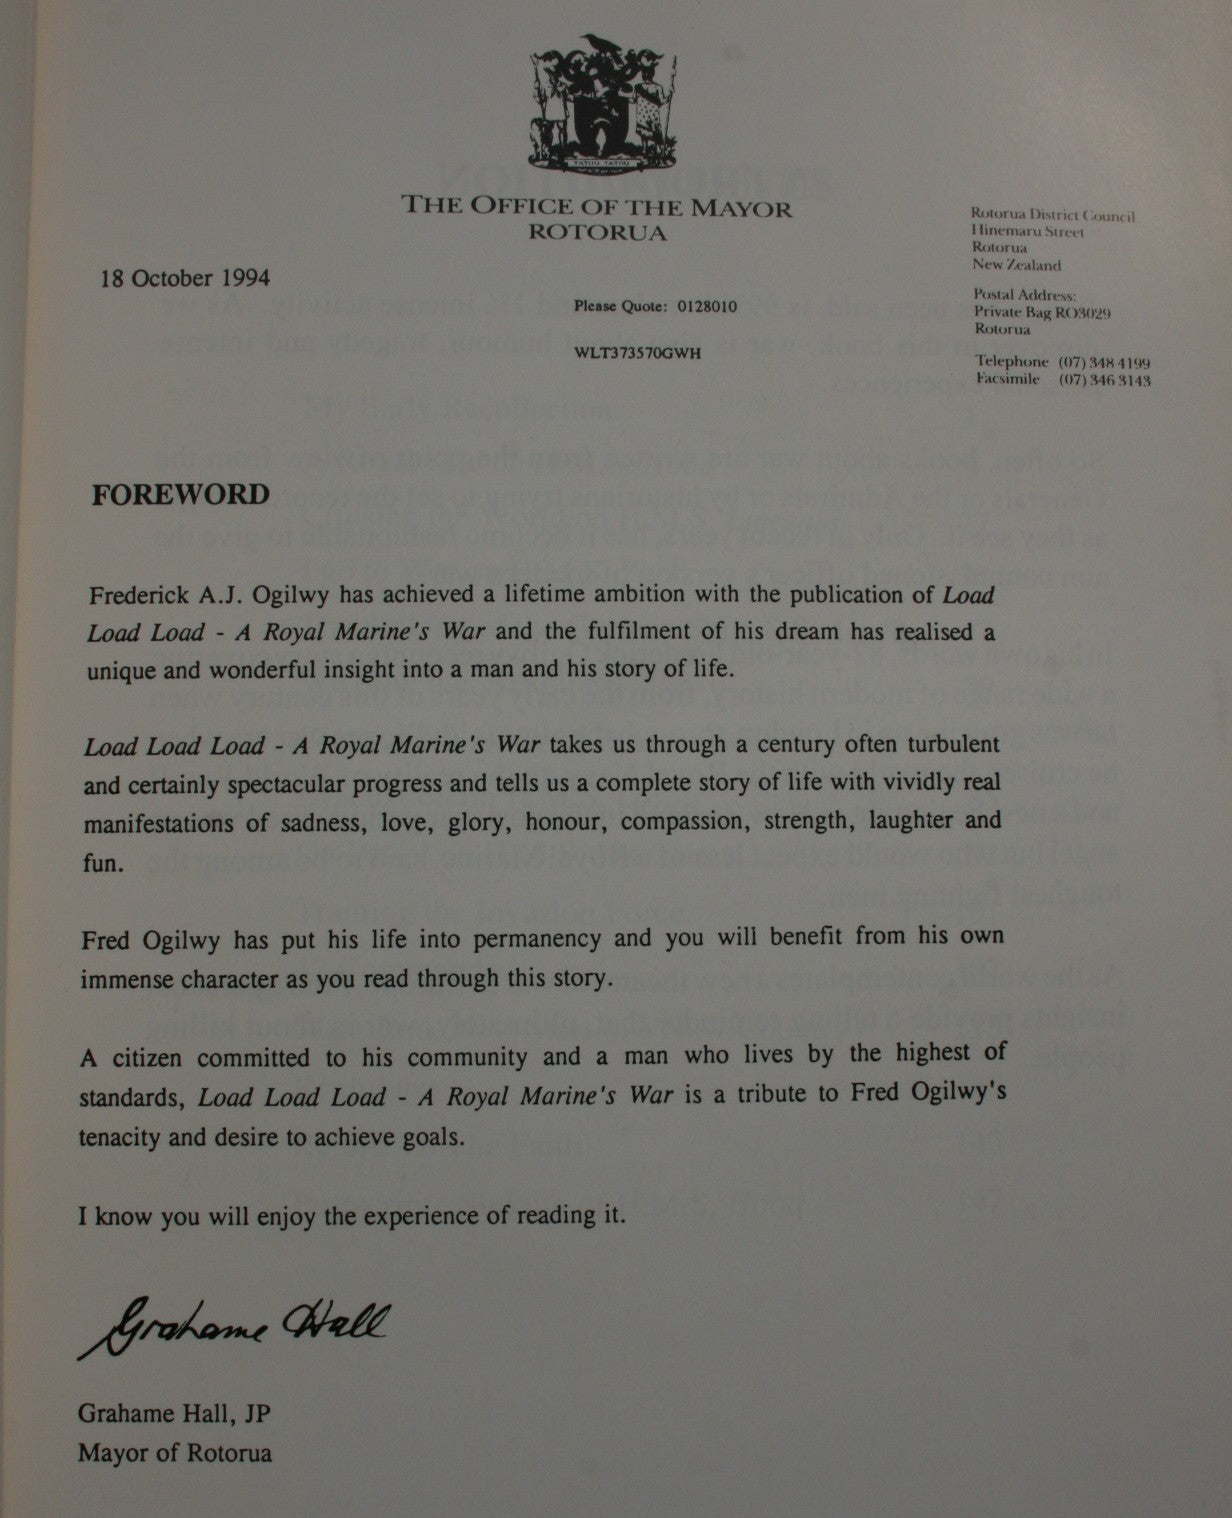 TATOU TATOU
THE OFFICE OF THE MAYOR
ROTORUA
Rotorua District Council
Hinemaru Street
Rotorua
New Zealand
Postal Address:
Private Bag RO3029
Rotorua
Telephone (07) 348 4199
Facsimile (07) 346 3143
18 October 1994
Please Quote: 0128010
WLT373570GWH
FOREWORD
Frederick A.J. Ogilwy has achieved a lifetime ambition with the publication of Load
Load Load - A Royal Marine's War and the fulfilment of his dream has realised a
unique and wonderful insight into a man and his story of life.
Load Load Load - A Royal Marine's War takes us through a century often turbulent
and certainly spectacular progress and tells us a complete story of life with vividly real
manifestations of sadness, love, glory, honour, compassion, strength, laughter and
fun.
Fred Ogilwy has put his life into permanency and you will benefit from his own
immense character as you read through this story.
A citizen committed to his community and a man who lives by the highest of
standards, Load Load Load - A Royal Marine's War is a tribute to Fred Ogilwy's
tenacity and desire to achieve goals.
I know you will enjoy the experience of reading it.
Grahame Hall
Grahame Hall, JP
Mayor of Rotorua